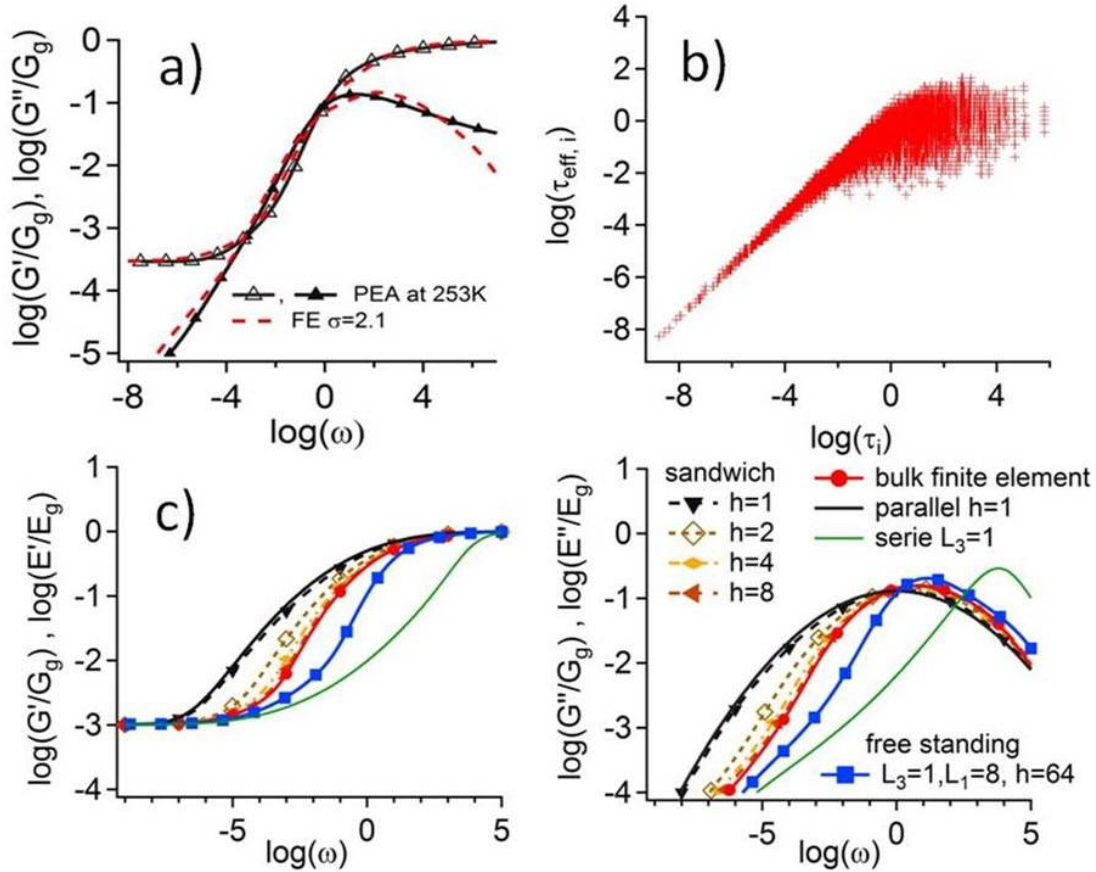 a)
log(G'/Gg), log(G''/Gg)
0
-1
-2
-3
-4
-5
, PEA at 253K
FE σ=2.1
-8 -4 0 4
log(ω)
b)
log(τeff, i)
4
2
0
-2
-4
-6
-8
-8 -4 0 4
log(τi)
c)
log(G'/Gg) , log(E'/Eg)
1
0
-1
-2
-3
-4
-5 0 5
log(ω)
sandwich
h=1
h=2
h=4
h=8
bulk finite element
parallel h=1
serie L3=1
log(G''/Gg) , log(E''/Eg)
1
0
-1
-2
-3
-4
free standing
L3=1,L1=8, h=64
-5 0 5
log(ω)